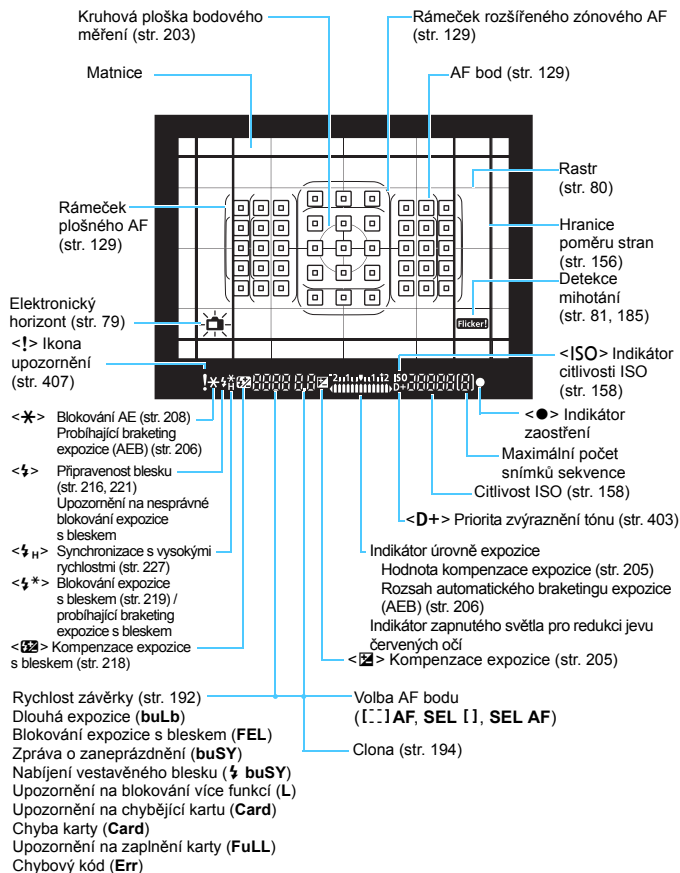 Kruhová ploška bodového
měření (str. 203)
Rámeček rozšířeného zónového AF
(str. 129)
Matnice
AF bod (str. 129)
Rastr
(str. 80)
Rámeček
plošného AF
(str. 129)
Hranice
poměru stran
(str. 156)
Detekce
mihotání
(str. 81, 185)
Flicker!
Elektronický
horizont (str. 79)
<!> Ikona
upozornění
(str. 407)
<ISO> Indikátor
citlivosti ISO
(str. 158)
<●> Indikátor
zaostření
Maximální počet
snímků sekvence
Citlivost ISO (str. 158)
<D+> Priorita zvýraznění tónu (str. 403)
<✱> Blokování AE (str. 208)
Probíhající braketing
expozice (AEB) (str. 206)
<⚡> Připravenost blesku
(str. 216, 221)
Upozornění na nesprávné
blokování expozice
s bleskem
<⚡H> Synchronizace s vysokými
rychlostmi (str. 227)
<⚡*> Blokování expozice
s bleskem (str. 219) /
probíhající braketing
expozice s bleskem
<⚡±> Kompenzace expozice
s bleskem (str. 218)
Indikátor úrovně expozice
Hodnota kompenzace expozice (str. 205)
Rozsah automatického braketingu expozice
(AEB) (str. 206)
Indikátor zapnutého světla pro redukci jevu
červených očí
<±> Kompenzace expozice (str. 205)
Rychlost závěrky (str. 192)
Dlouhá expozice (buLb)
Blokování expozice s bleskem (FEL)
Zpráva o zaneprázdnění (buSY)
Nabíjení vestavěného blesku (⚡ buSY)
Upozornění na blokování více funkcí (L)
Upozornění na chybějící kartu (Card)
Chyba karty (Card)
Upozornění na zaplnění karty (FuLL)
Chybový kód (Err)
Volba AF bodu
([---] AF, SEL [ ], SEL AF)
Clona (str. 194)